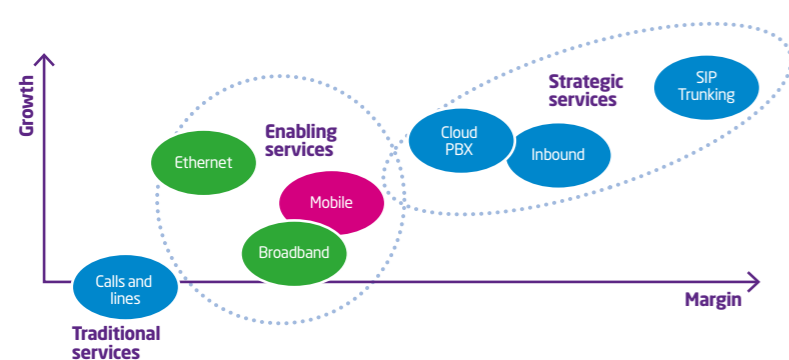 Growth
Strategic
services
SIP
Trunking
Enabling
services
Cloud
PBX
Inbound
Ethernet
Mobile
Broadband
Calls and
lines
Margin
Traditional
services